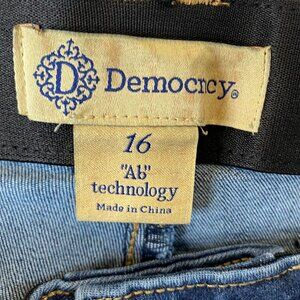 D Democracy®
16
"Ab"
technology
Made in China